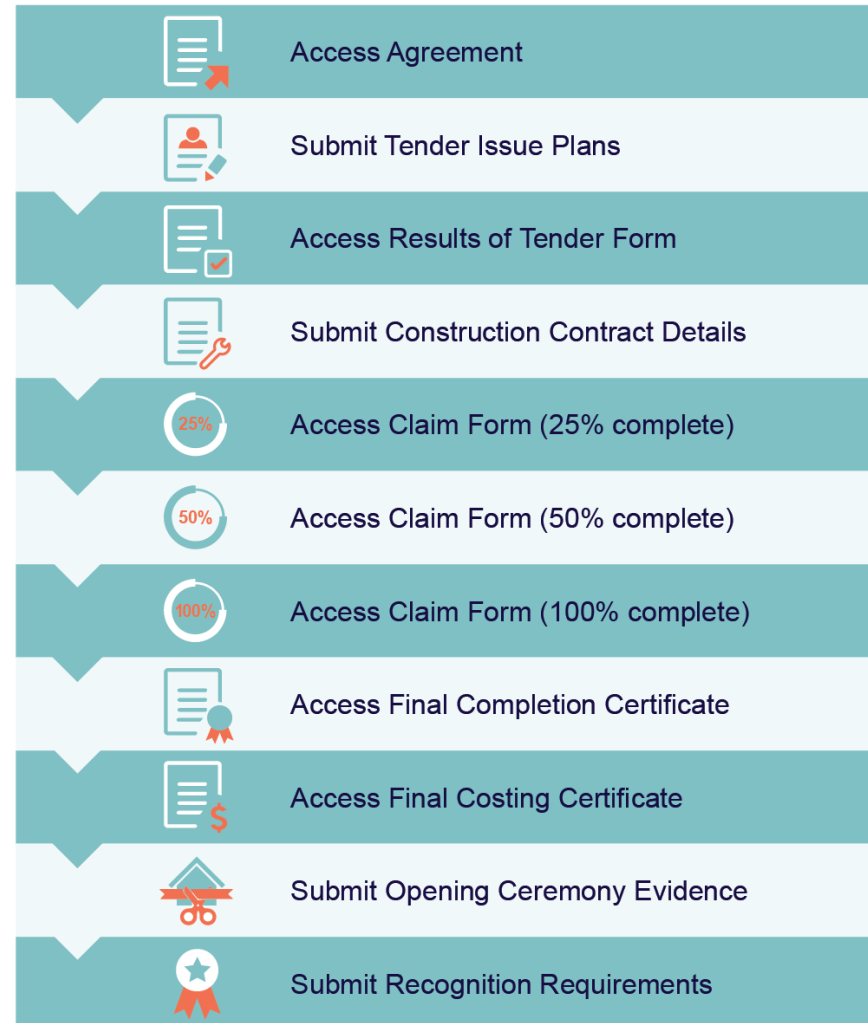 Access Agreement
Submit Tender Issue Plans
Access Results of Tender Form
Submit Construction Contract Details
25%
Access Claim Form (25% complete)
50%
Access Claim Form (50% complete)
100%
Access Claim Form (100% complete)
Access Final Completion Certificate
$
Access Final Costing Certificate
Submit Opening Ceremony Evidence
Submit Recognition Requirements